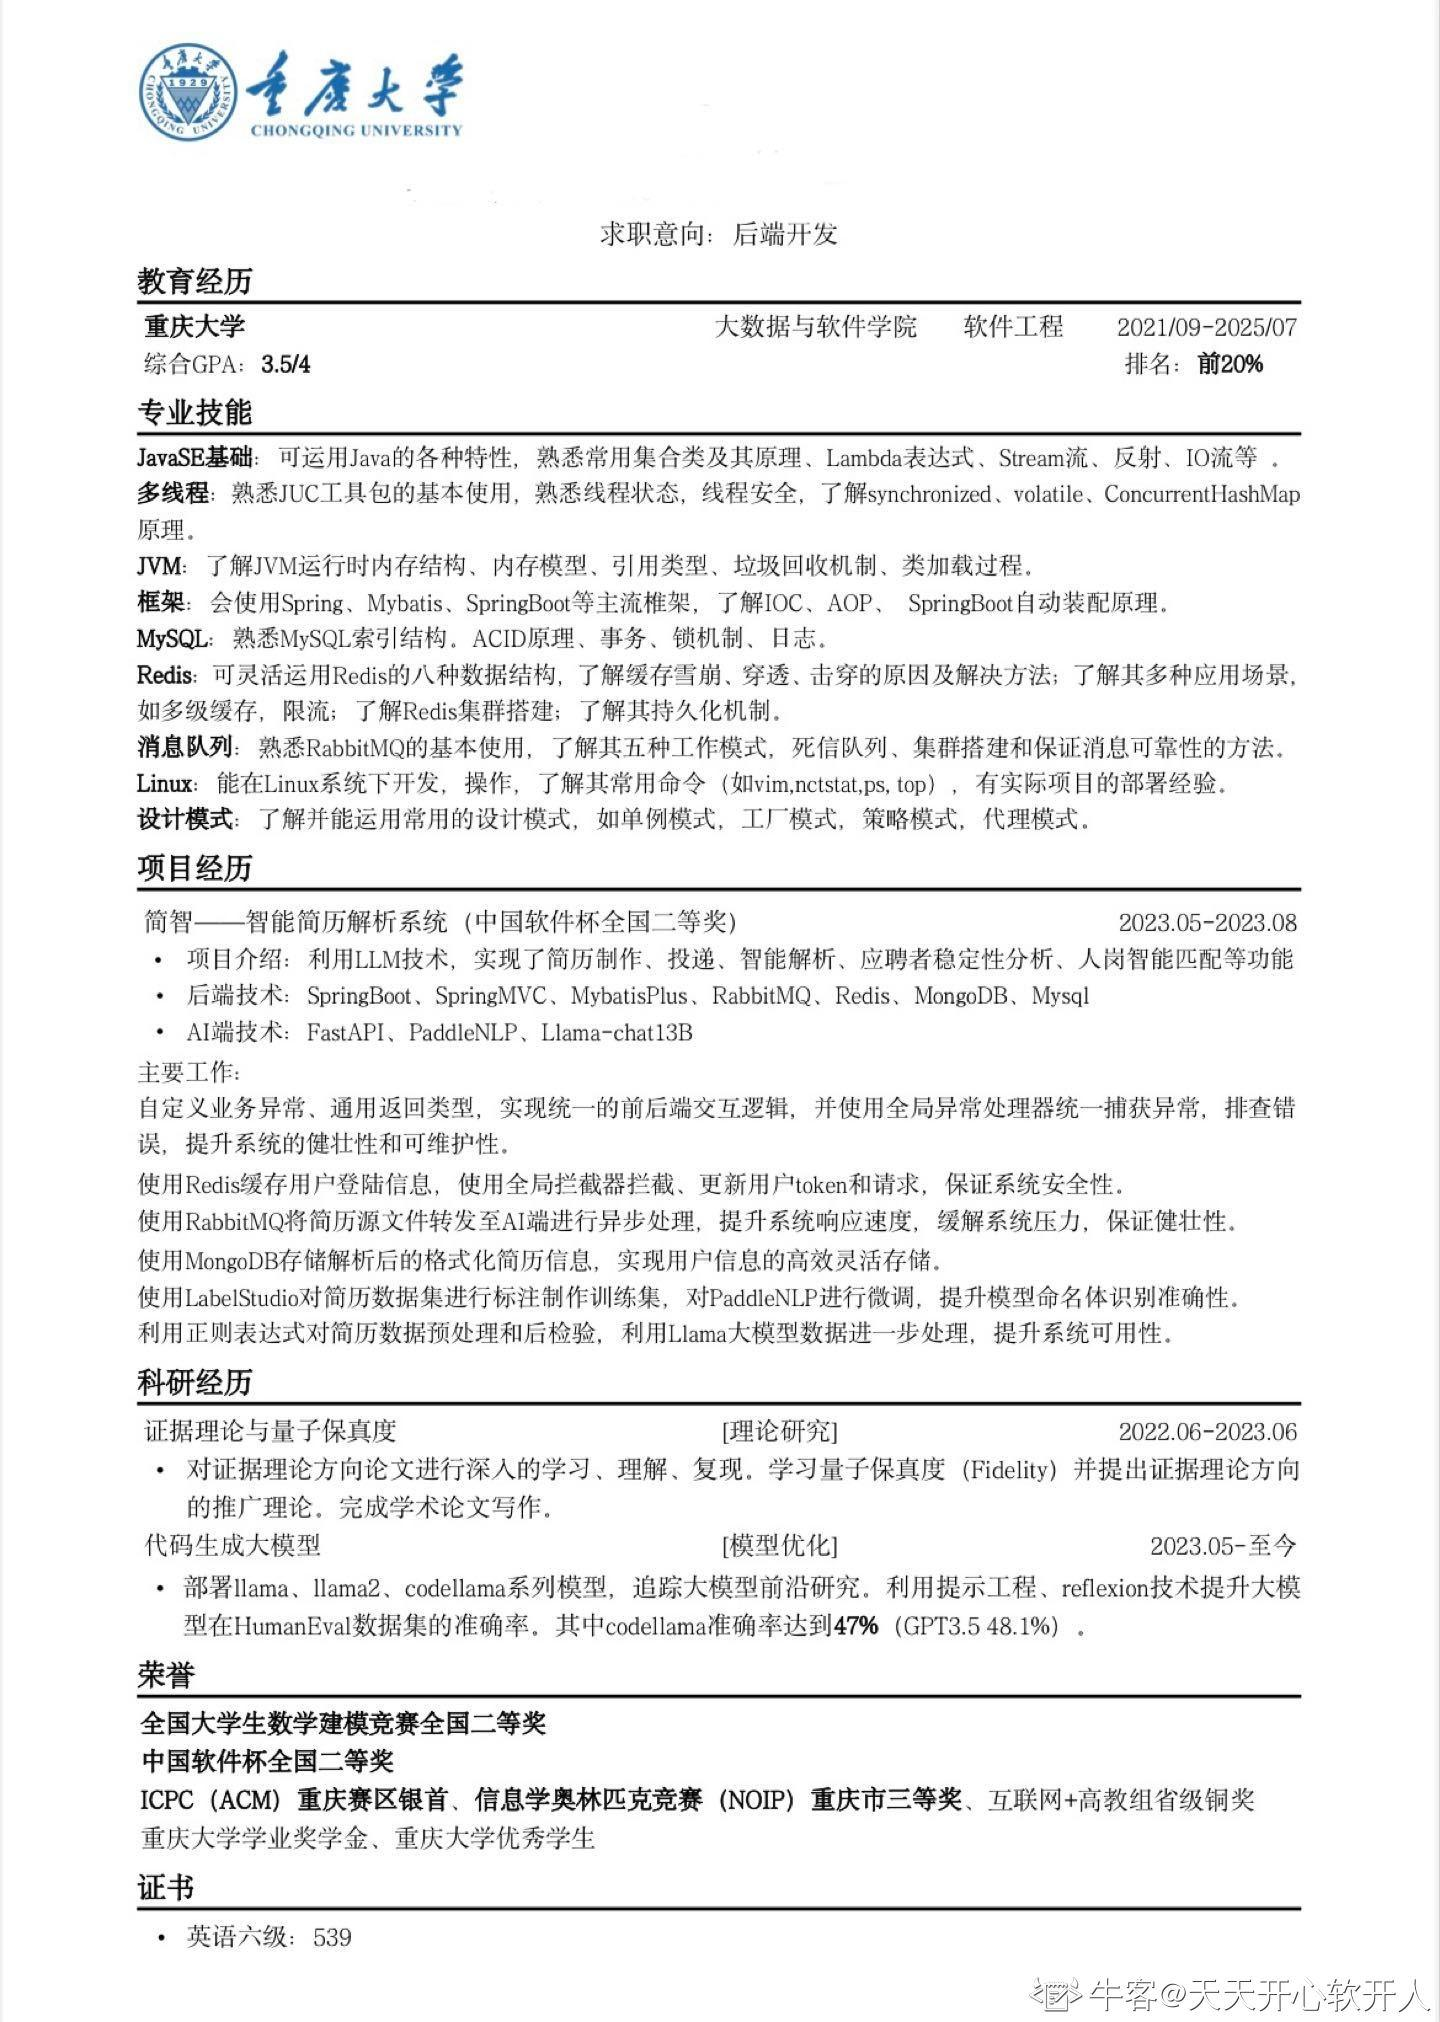 重庆大学
CHONGQING UNIVERSITY
1929
重庆大学
CHONGQING UNIVERSITY
求职意向：后端开发
教育经历
重庆大学 大数据与软件学院 软件工程 2021/09-2025/07
综合GPA：3.5/4 排名：前20%
专业技能
JavaSE基础：可运用Java的各种特性，熟悉常用集合类及其原理、Lambda表达式、Stream流、反射、IO流等 。
多线程：熟悉JUC工具包的基本使用，熟悉线程状态，线程安全，了解synchronized、volatile、ConcurrentHashMap
原理。
JVM：了解JVM运行时内存结构、内存模型、引用类型、垃圾回收机制、类加载过程。
框架：会使用Spring、Mybatis、SpringBoot等主流框架，了解IOC、AOP、 SpringBoot自动装配原理。
MySQL：熟悉MySQL索引结构。ACID原理、事务、锁机制、日志。
Redis：可灵活运用Redis的八种数据结构，了解缓存雪崩、穿透、击穿的原因及解决方法；了解其多种应用场景，
如多级缓存，限流；了解Redis集群搭建；了解其持久化机制。
消息队列：熟悉RabbitMQ的基本使用，了解其五种工作模式，死信队列、集群搭建和保证消息可靠性的方法。
Linux：能在Linux系统下开发，操作，了解其常用命令（如vim,nctstat,ps, top），有实际项目的部署经验。
设计模式：了解并能运用常用的设计模式，如单例模式，工厂模式，策略模式，代理模式。
项目经历
简智——智能简历解析系统（中国软件杯全国二等奖） 2023.05-2023.08
• 项目介绍：利用LLM技术，实现了简历制作、投递、智能解析、应聘者稳定性分析、人岗智能匹配等功能
• 后端技术：SpringBoot、SpringMVC、MybatisPlus、RabbitMQ、Redis、MongoDB、Mysql
• AI端技术：FastAPI、PaddleNLP、Llama-chat13B
主要工作：
自定义业务异常、通用返回类型，实现统一的前后端交互逻辑，并使用全局异常处理器统一捕获异常，排查错
误，提升系统的健壮性和可维护性。
使用Redis缓存用户登陆信息，使用全局拦截器拦截、更新用户token和请求，保证系统安全性。
使用RabbitMQ将简历源文件转发至AI端进行异步处理，提升系统响应速度，缓解系统压力，保证健壮性。
使用MongoDB存储解析后的格式化简历信息，实现用户信息的高效灵活存储。
使用LabelStudio对简历数据集进行标注制作训练集，对PaddleNLP进行微调，提升模型命名体识别准确性。
利用正则表达式对简历数据预处理和后检验，利用Llama大模型数据进一步处理，提升系统可用性。
科研经历
证据理论与量子保真度 [理论研究] 2022.06-2023.06
• 对证据理论方向论文进行深入的学习、理解、复现。学习量子保真度（Fidelity）并提出证据理论方向
的推广理论。完成学术论文写作。
代码生成大模型 [模型优化] 2023.05-至今
• 部署llama、llama2、codellama系列模型，追踪大模型前沿研究。利用提示工程、reflexion技术提升大模
型在HumanEval数据集的准确率。其中codellama准确率达到47%（GPT3.5 48.1%）。
荣誉
全国大学生数学建模竞赛全国二等奖
中国软件杯全国二等奖
ICPC（ACM）重庆赛区银首、信息学奥林匹克竞赛（NOIP）重庆市三等奖、互联网+高教组省级铜奖
重庆大学学业奖学金、重庆大学优秀学生
证书
• 英语六级：539
牛客@天天开心软开人